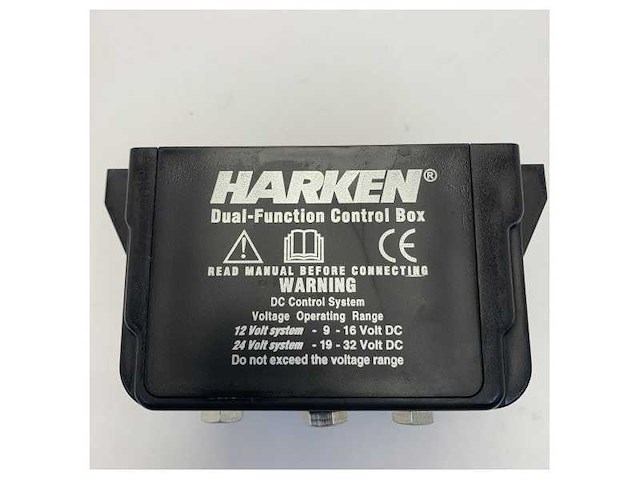 HARKEN®
Dual-Function Control Box
CE
READ MANUAL BEFORE CONNECTING
WARNING
DC Control System
Voltage Operating Range
12 Volt system - 9 - 16 Volt DC
24 Volt system - 19 - 32 Volt DC
Do not exceed the voltage range